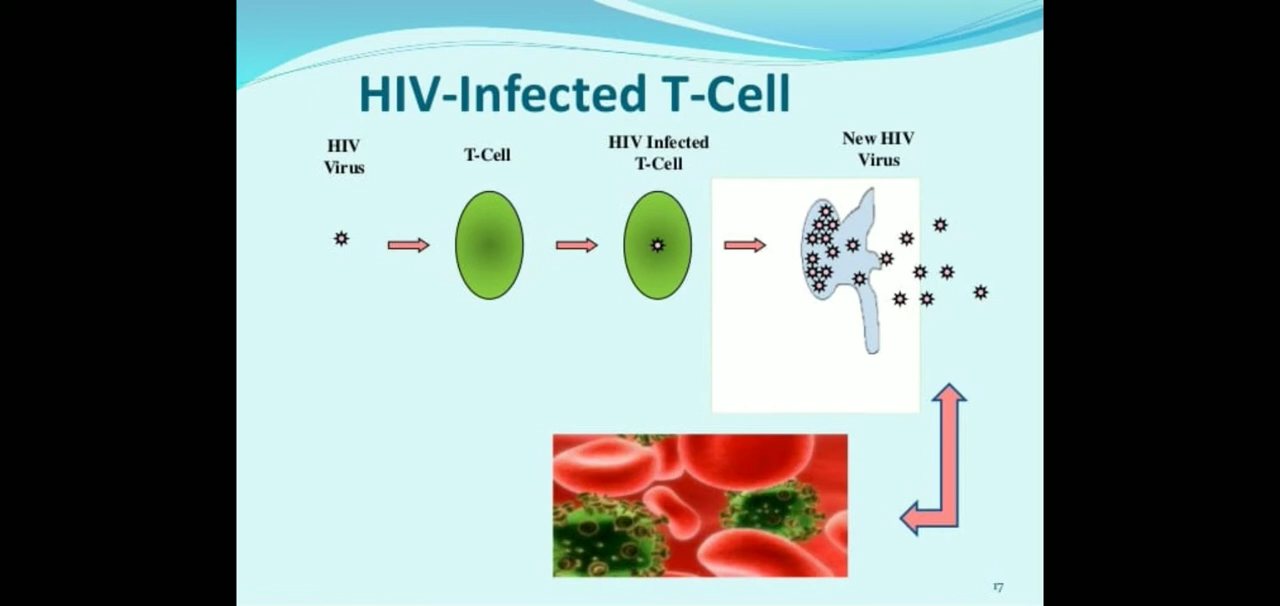 HIV-Infected T-Cell
HIV
Virus
T-Cell
HIV Infected
T-Cell
New HIV
Virus
17